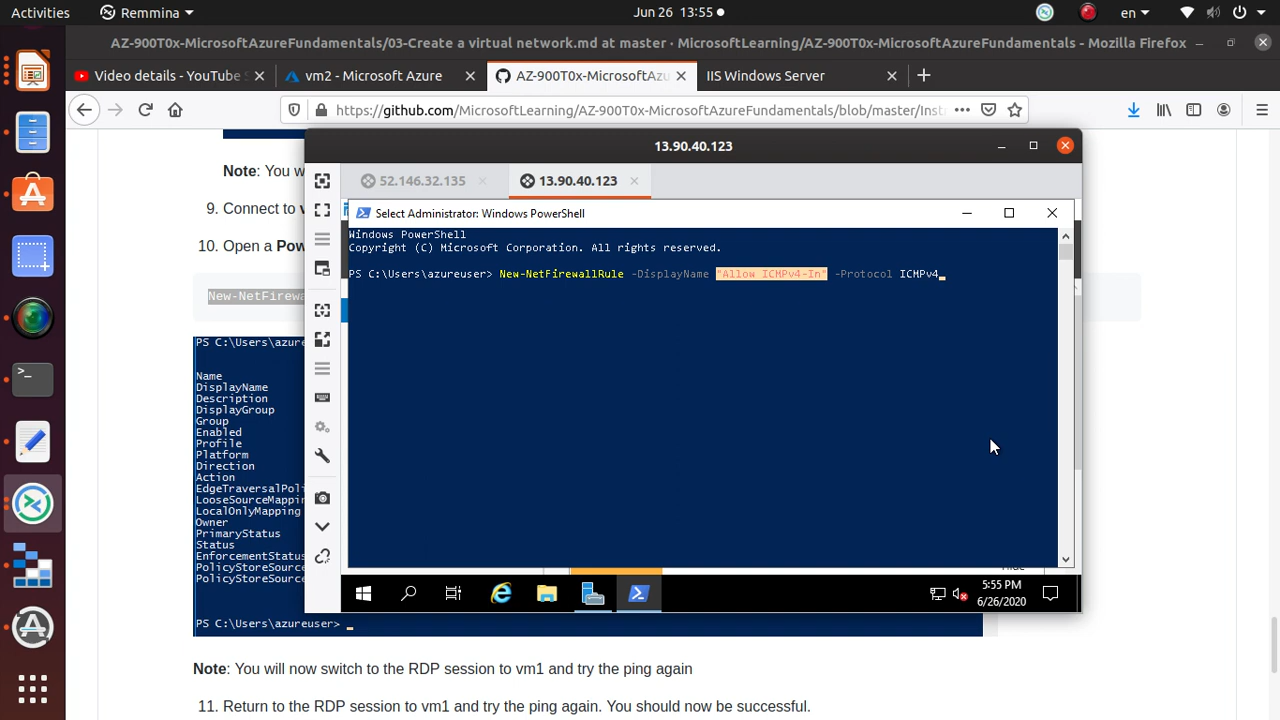 Activities
Remmina
Jun 26 13:55
en
AZ-900T0x-MicrosoftAzureFundamentals/03-Create a virtual network.md at master · MicrosoftLearning/AZ-900T0x-MicrosoftAzureFundamentals - Mozilla Firefox
Video details - YouTube S
vm2 - Microsoft Azure
AZ-900T0x-MicrosoftAzu
IIS Windows Server
https://github.com/MicrosoftLearning/AZ-900T0x-MicrosoftAzureFundamentals/blob/master/Inst
13.90.40.123
Note: You w
52.146.32.135
13.90.40.123
9. Connect to v
Select Administrator: Windows PowerShell
Windows PowerShell
10. Open a Pow
Copyright (C) Microsoft Corporation. All rights reserved.
PS C:\Users\azureuser> New-NetFirewallRule -DisplayName "Allow ICMPv4-In" -Protocol ICMPv4
New-NetFirewa
PS C:\Users\azure
Name
DisplayName
Description
DisplayGroup
Group
Enabled
Profile
Platform
Direction
Action
EdgeTraversalPoli
LooseSourceMappin
LocalOnlyMapping
Owner
PrimaryStatus
Status
EnforcementStatus
PolicyStoreSource
PolicyStoreSource
Hide
5:55 PM
6/26/2020
PS C:\Users\azureuser> _
Note: You will now switch to the RDP session to vm1 and try the ping again
11. Return to the RDP session to vm1 and try the ping again. You should now be successful.